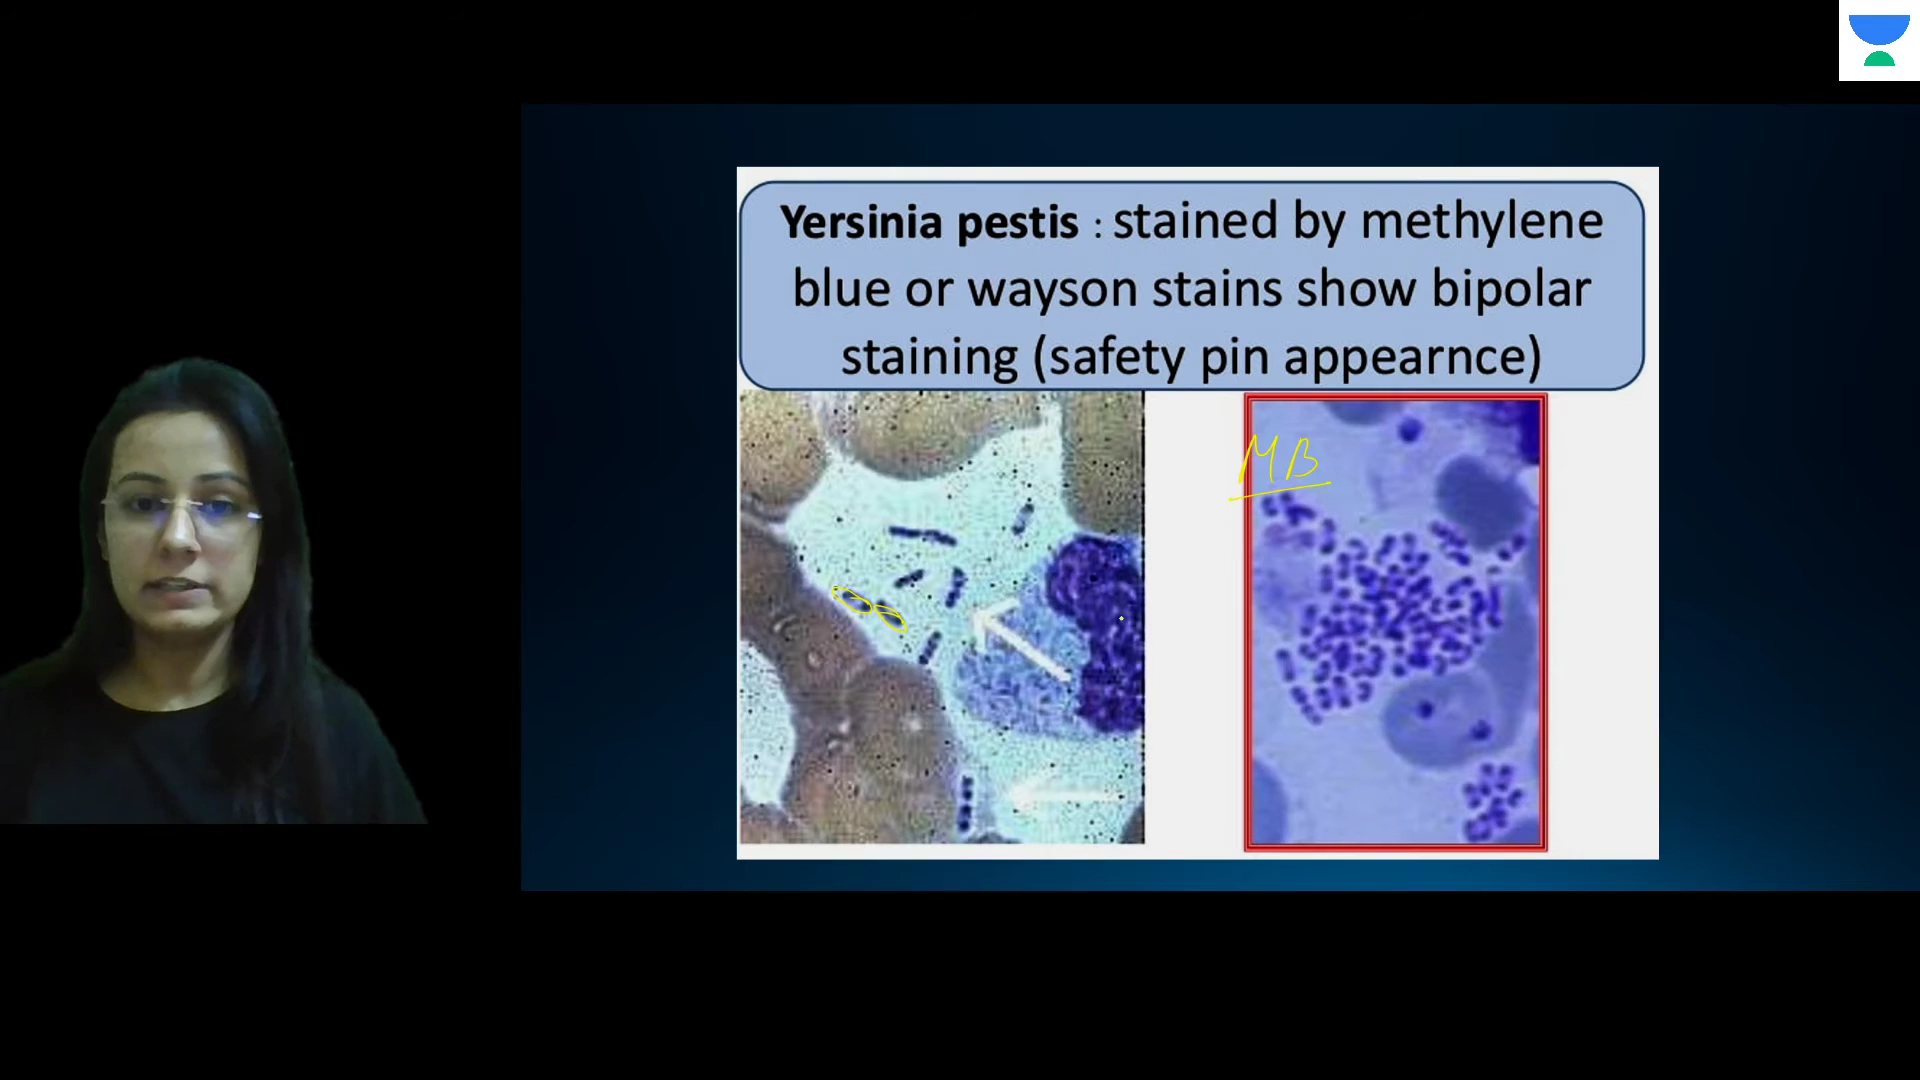 Yersinia pestis : stained by methylene
blue or wayson stains show bipolar
staining (safety pin appearnce)
MB